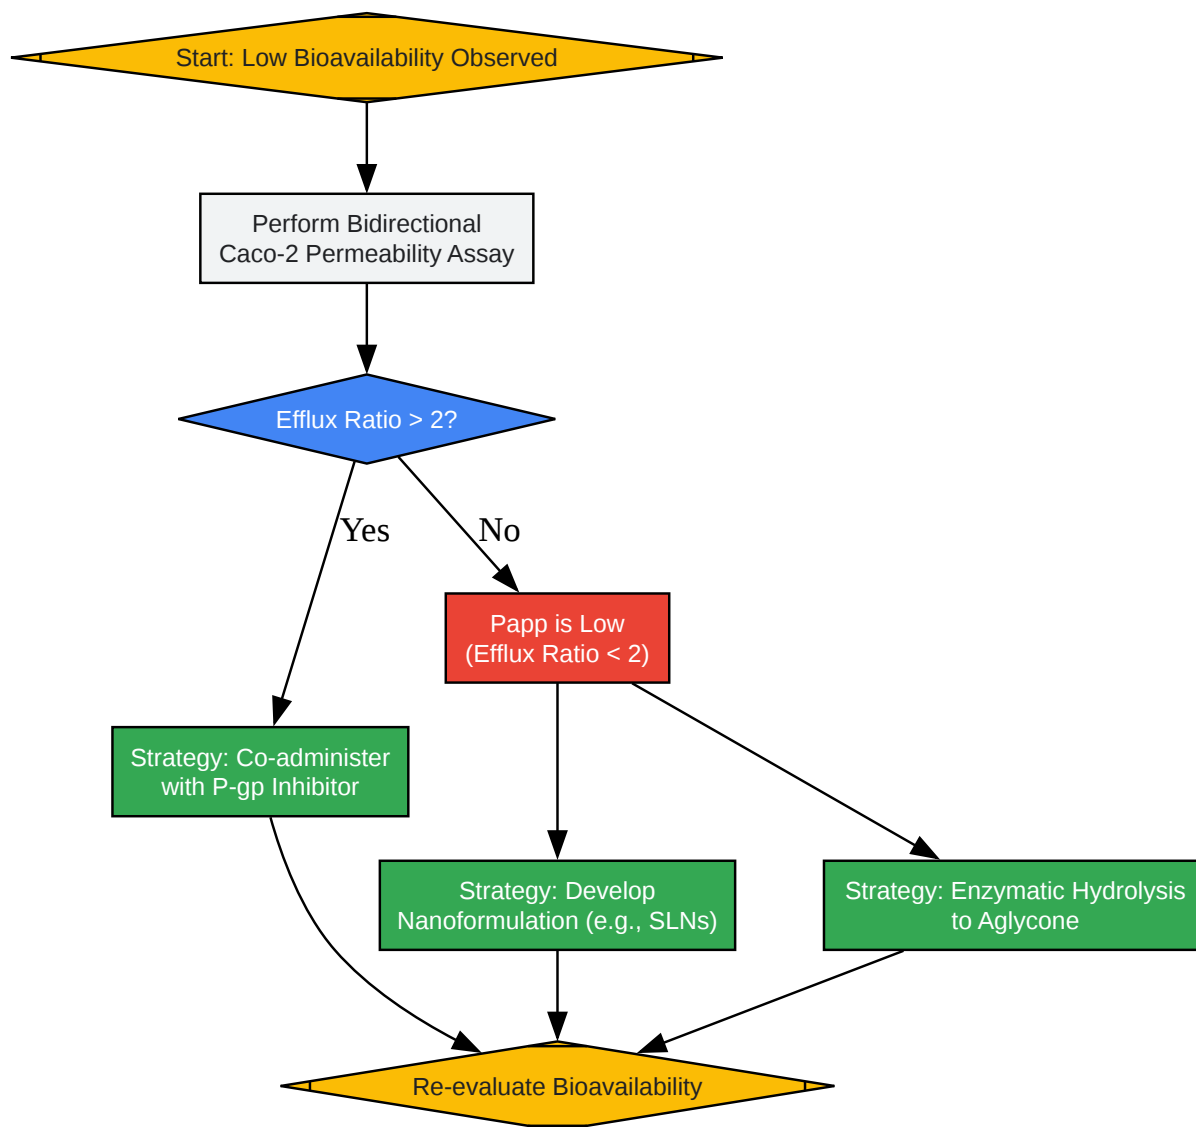 Start: Low Bioavailability Observed
Perform Bidirectional
Caco-2 Permeability Assay
Efflux Ratio > 2?
Yes
No
Papp is Low
(Efflux Ratio < 2)
Strategy: Co-administer
with P-gp Inhibitor
Strategy: Develop
Nanoformulation (e.g., SLNs)
Strategy: Enzymatic Hydrolysis
to Aglycone
Re-evaluate Bioavailability